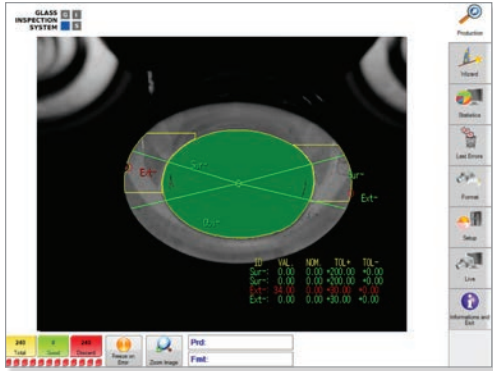 GLASS
INSPECTION
SYSTEM
G I
S
Production
Wizard
Statistics
Last Errors
Format
Setup
Live
Informations and
Exit
Sur~
Ext~
Sur~
Ext~
Sur~
ID VAL. NOM. TOL+ TOL-
Sur~: 0.00 0.00 +200.00 +0.00
Sur~: 0.00 0.00 +200.00 +0.00
Ext~: 34.00 0.00 +30.00 +0.00
Ext~: 0.00 0.00 +30.00 +0.00
240 0 240
Total Good Discard
Freeze on
Error
Zoom Image
Prd:
Fmt: